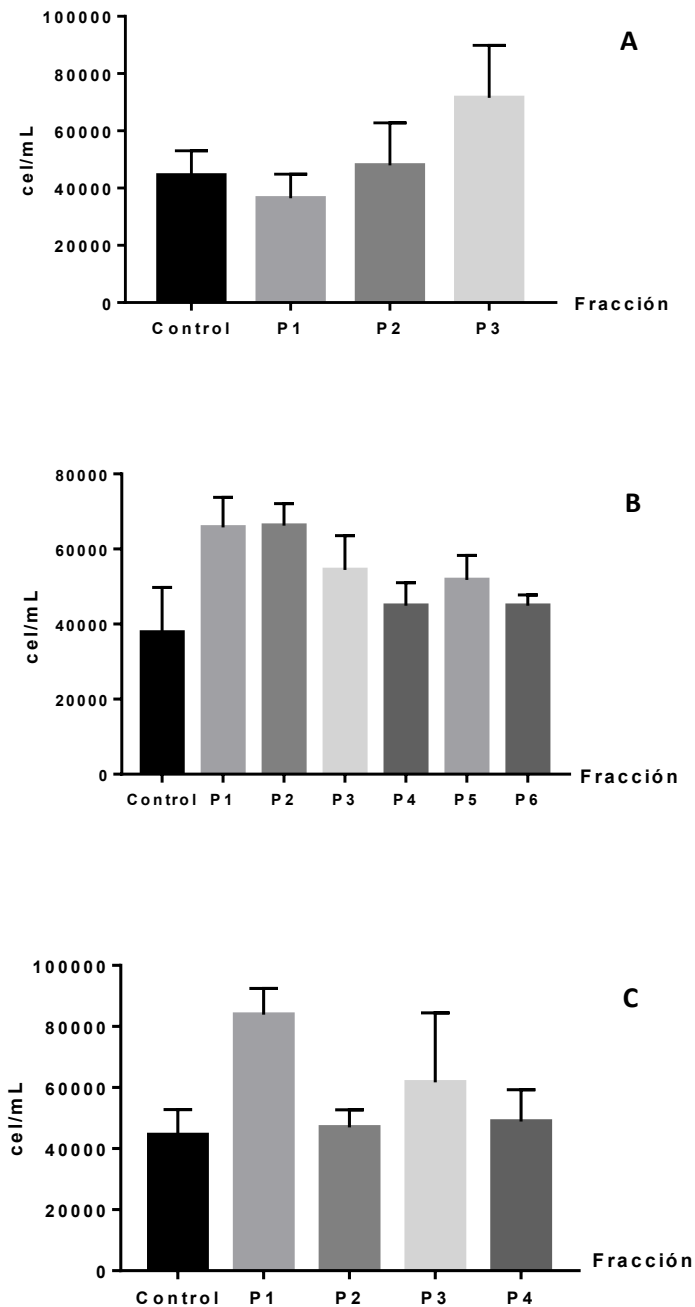 A
100000
80000
60000
40000
20000
0
cel/mL
Control P1 P2 P3
Fracción
B
80000
60000
40000
20000
0
cel/mL
Control P1 P2 P3 P4 P5 P6
Fracción
C
100000
80000
60000
40000
20000
0
cel/mL
Control P1 P2 P3 P4
Fracción